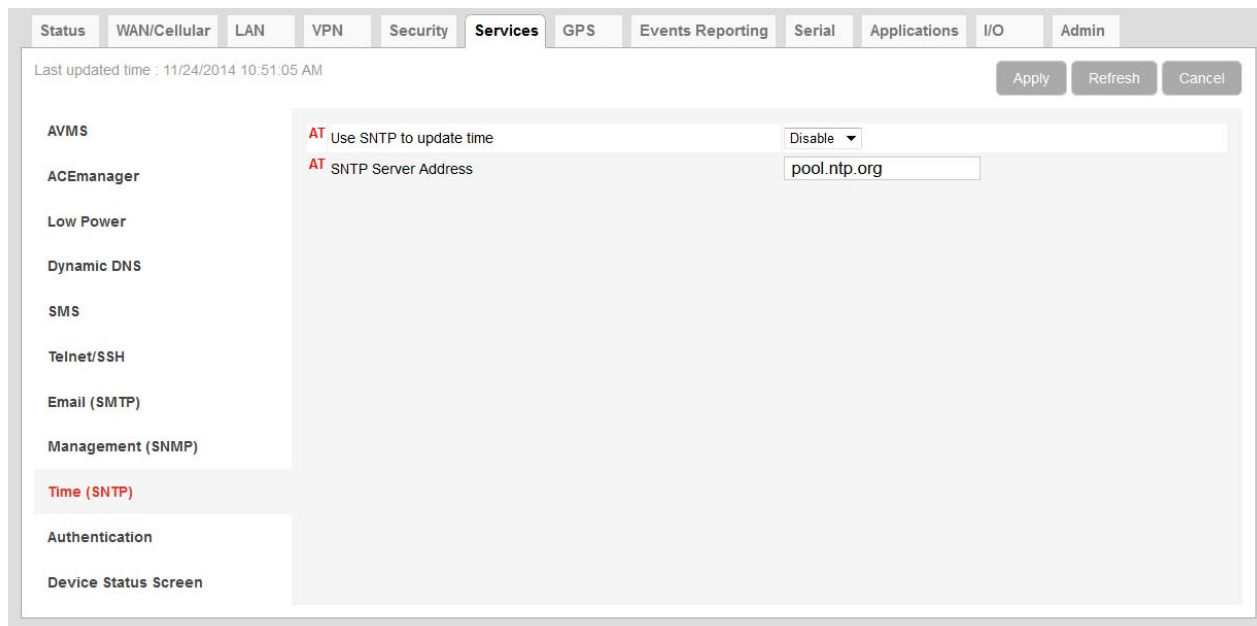 Status WAN/Cellular LAN VPN Security Services GPS Events Reporting Serial Applications I/O Admin
Last updated time : 11/24/2014 10:51:05 AM
Apply Refresh Cancel
AVMS
AT Use SNTP to update time Disable
ACEmanager
AT SNTP Server Address pool.ntp.org
Low Power
Dynamic DNS
SMS
Telnet/SSH
Email (SMTP)
Management (SNMP)
Time (SNTP)
Authentication
Device Status Screen